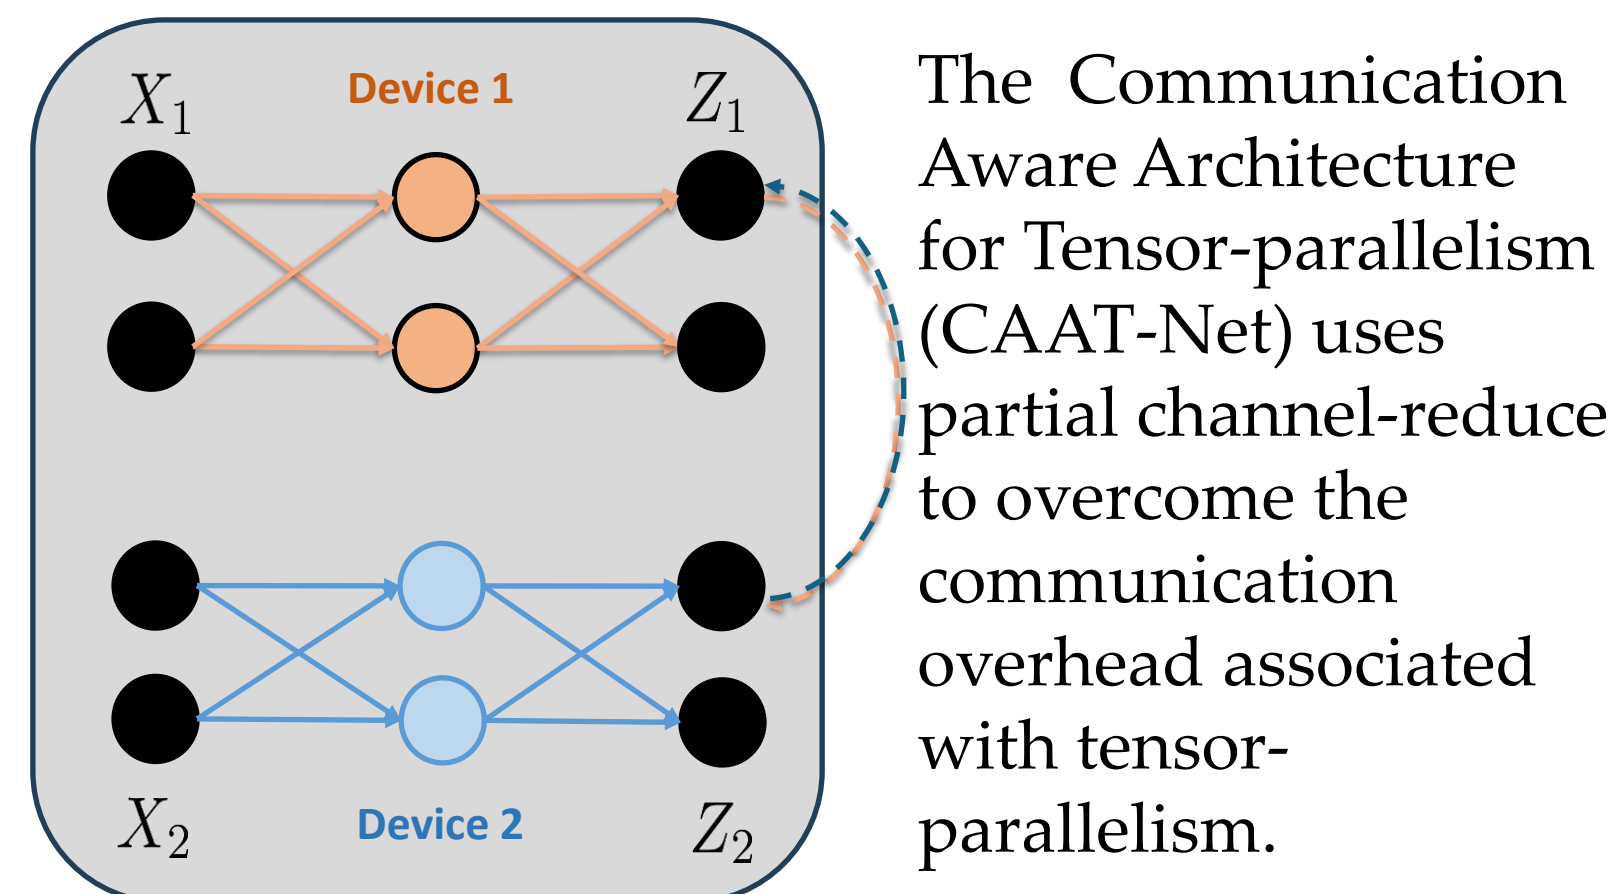 X₁ Device 1 Z₁
X₂ Device 2 Z₂
The Communication
Aware Architecture
for Tensor-parallelism
(CAAT-Net) uses
partial channel-reduce
to overcome the
communication
overhead associated
with tensor-
parallelism.